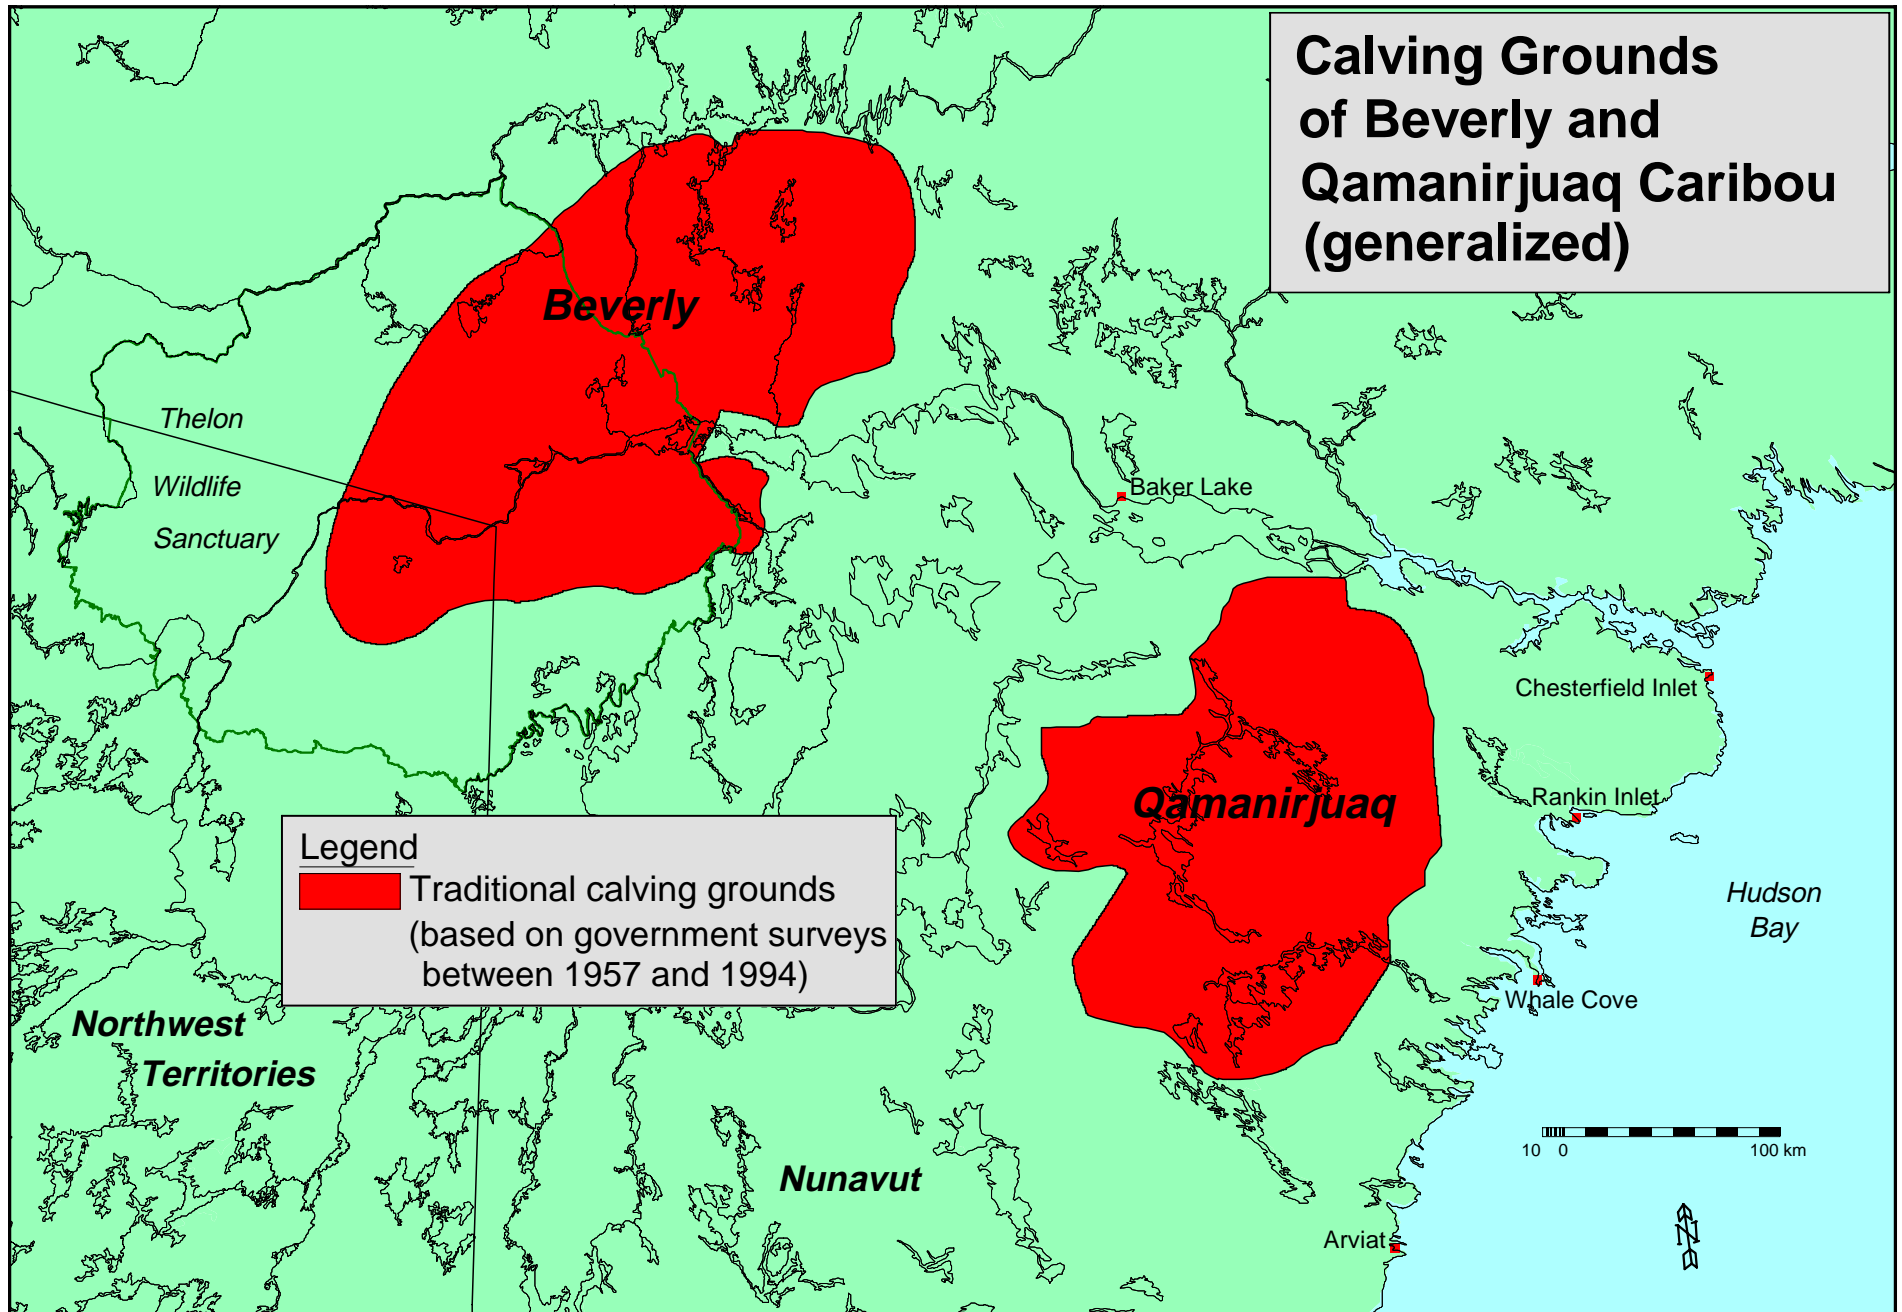 Calving Grounds
of Beverly and
Qamanirjuaq Caribou
(generalized)
Beverly
Thelon
Wildlife
Sanctuary
Baker Lake
Chesterfield Inlet
Qamanirjuaq
Rankin Inlet
Legend
Traditional calving grounds
(based on government surveys
between 1957 and 1994)
Hudson
Bay
Whale Cove
Northwest
Territories
10 0 100 km
Nunavut
Arviat
N